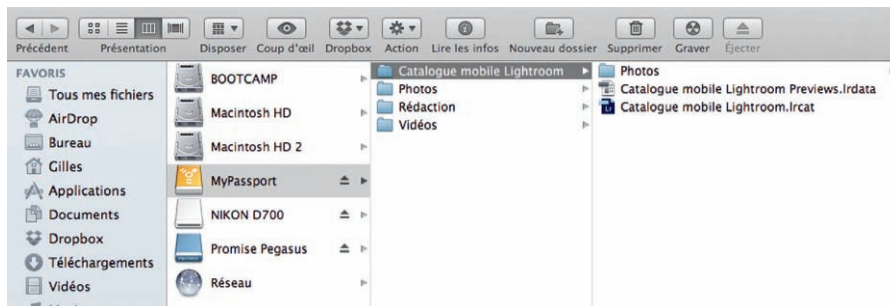 Précédent Présentation Disposer Coup d'œil Dropbox Action Lire les infos Nouveau dossier Supprimer Graver Éjecter
FAVORIS
Tous mes fichiers
AirDrop
Bureau
Gilles
Applications
Documents
Dropbox
Téléchargements
Vidéos
BOOTCAMP
Macintosh HD
Macintosh HD 2
MyPassport
NIKON D700
Promise Pegasus
Réseau
Catalogue mobile Lightroom
Photos
Rédaction
Vidéos
Photos
Catalogue mobile Lightroom Previews.lrdata
Catalogue mobile Lightroom.lrcat